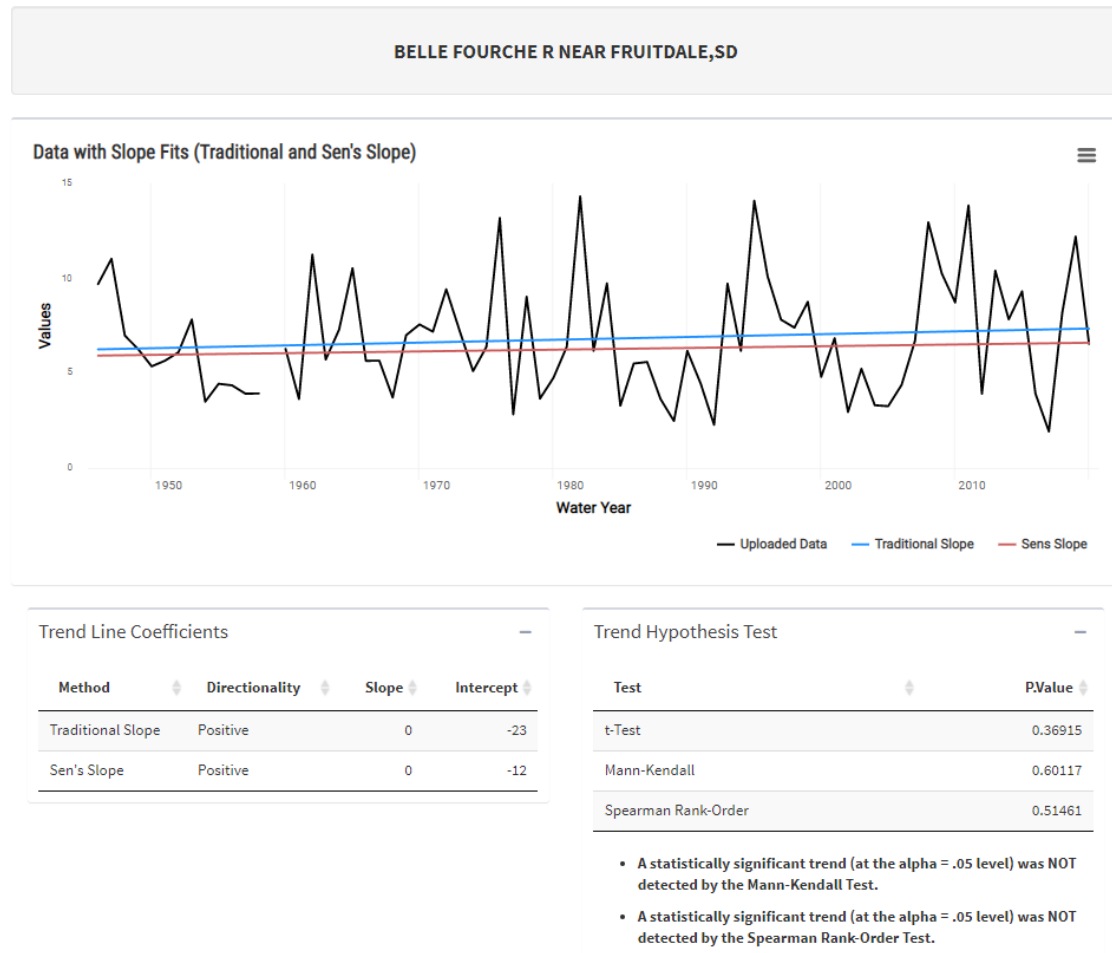 BELLE FOURCHE R NEAR FRUITDALE,SD
Data with Slope Fits (Traditional and Sen's Slope)
15
10
5
0
Values
1950 1960 1970 1980 1990 2000 2010
Water Year
Uploaded Data Traditional Slope Sens Slope
Trend Line Coefficients
Method Directionality Slope Intercept
Traditional Slope Positive 0 -23
Sen's Slope Positive 0 -12
Trend Hypothesis Test
Test P.Value
t-Test 0.36915
Mann-Kendall 0.60117
Spearman Rank-Order 0.51461
• A statistically significant trend (at the alpha = .05 level) was NOT
detected by the Mann-Kendall Test.
• A statistically significant trend (at the alpha = .05 level) was NOT
detected by the Spearman Rank-Order Test.